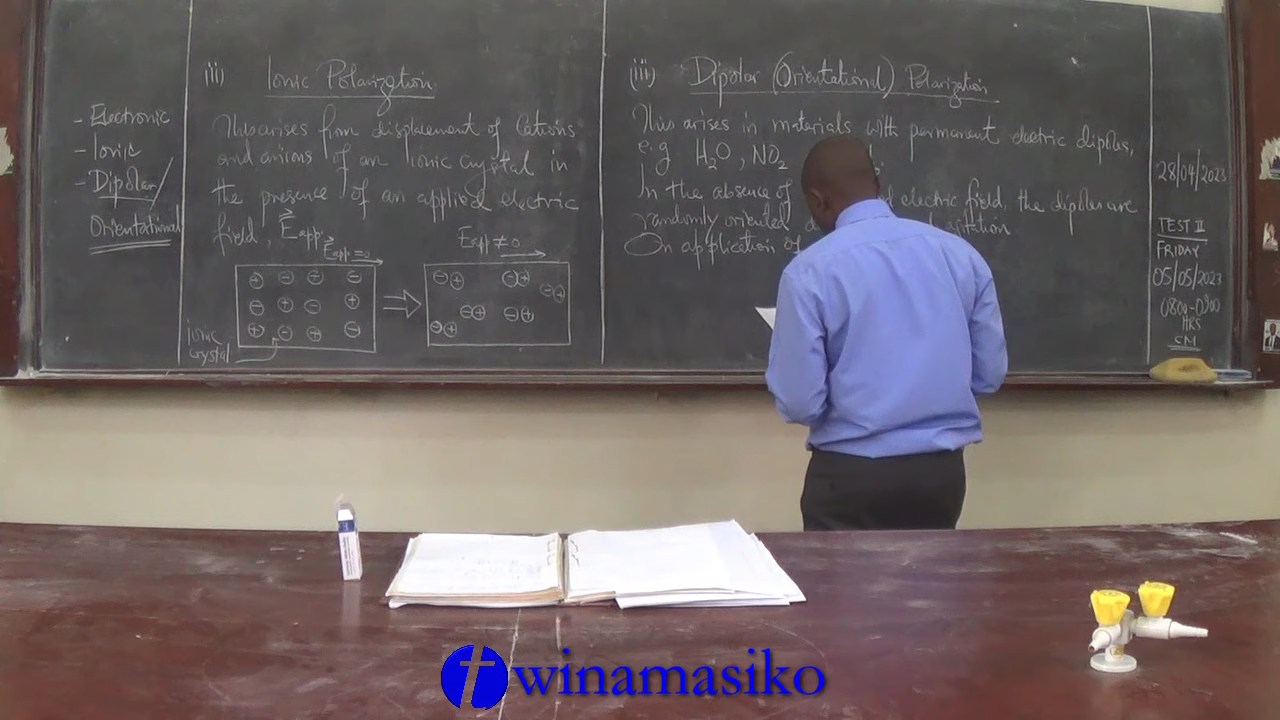 - Electronic
- Ionic
- Dipolar/
Orientational
iii) Ionic Polarization
This arises from displacement of Cations
and anions of an ionic crystal in
the presence of an applied electric
field, E⃗app.
E⃗app = 0
Eapp ≠ 0
ionic
Crystal
(iii) Dipolar (Orientational) Polarization
This arises in materials with permanent electric dipoles,
e.g H₂O, NO₂
In the absence of electric field, the dipoles are
randomly oriented
On application of
28/04/2023
TEST II
FRIDAY
05/05/2023
0800-0900
HRS
CM
twinamasiko